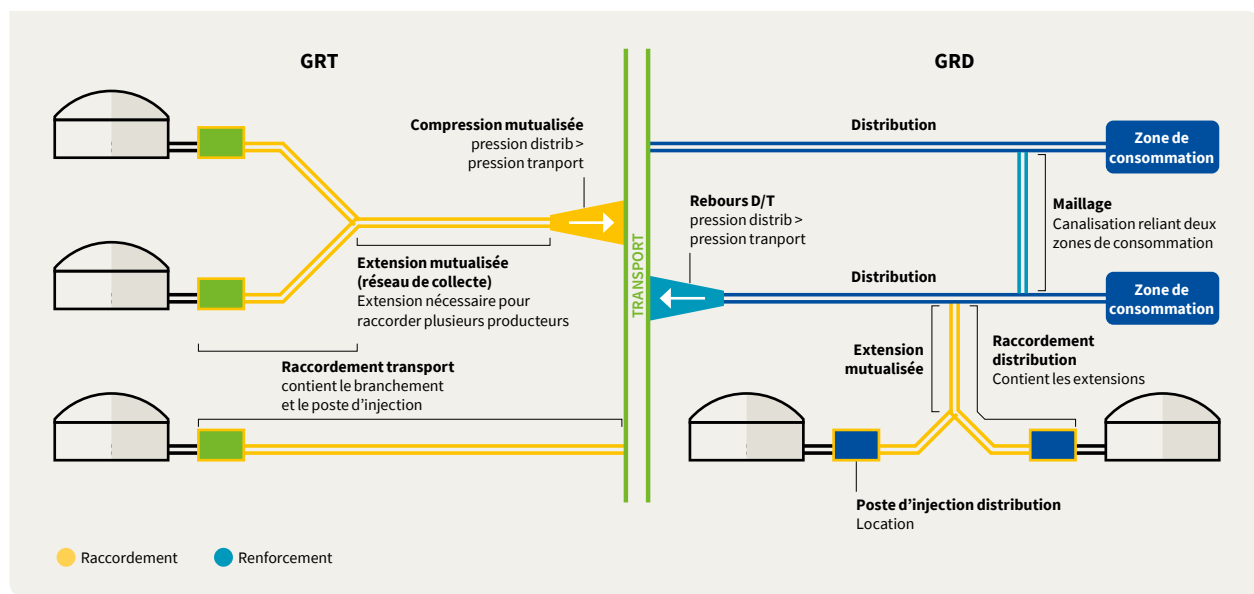 GRT
GRD
Compression mutualisée
pression distrib >
pression tranport
Extension mutualisée
(réseau de collecte)
Extension nécessaire pour
raccorder plusieurs producteurs
Raccordement transport
contient le branchement
et le poste d'injection
TRANSPORT
Distribution
Zone de
consommation
Rebours D/T
pression distrib >
pression tranport
Maillage
Canalisation reliant deux
zones de consommation
Distribution
Zone de
consommation
Extension
mutualisée
Raccordement
distribution
Contient les extensions
Poste d'injection distribution
Location
Raccordement
Renforcement